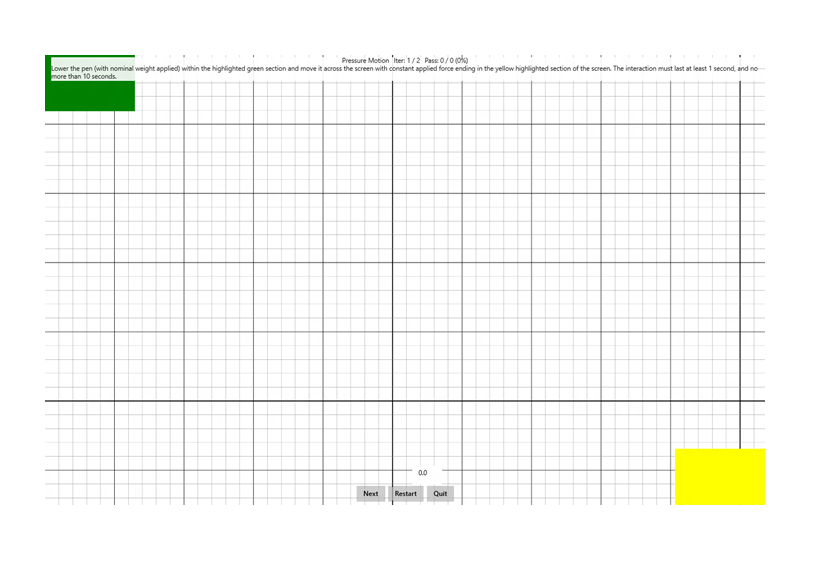 Pressure Motion Iter: 1 / 2 Pass: 0 / 0 (0%)
Lower the pen (with nominal weight applied) within the highlighted green section and move it across the screen with constant applied force ending in the yellow highlighted section of the screen. The interaction must last at least 1 second, and no
more than 10 seconds.
0.0
Next Restart Quit